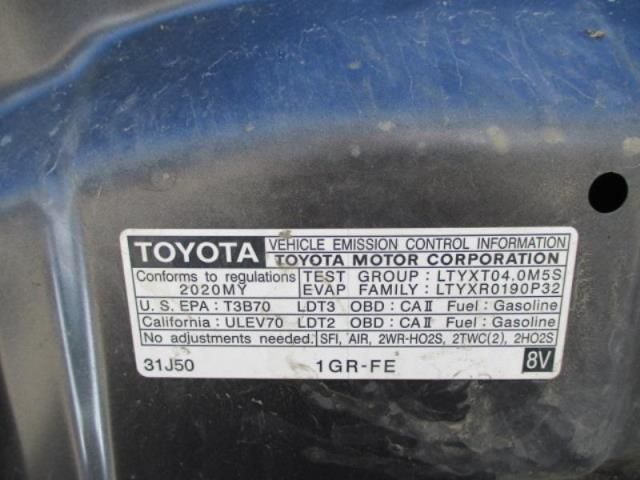 TOYOTA VEHICLE EMISSION CONTROL INFORMATION
TOYOTA MOTOR CORPORATION
Conforms to regulations TEST GROUP : LTYXT04.0M5S
2020MY EVAP FAMILY : LTYXR0190P32
U.S. EPA : T3B70 LDT3 OBD : CAⅡ Fuel : Gasoline
California : ULEV70 LDT2 OBD : CAⅡ Fuel : Gasoline
No adjustments needed. SFI, AIR, 2WR-HO2S, 2TWC(2), 2HO2S
31J50 1GR-FE 8V